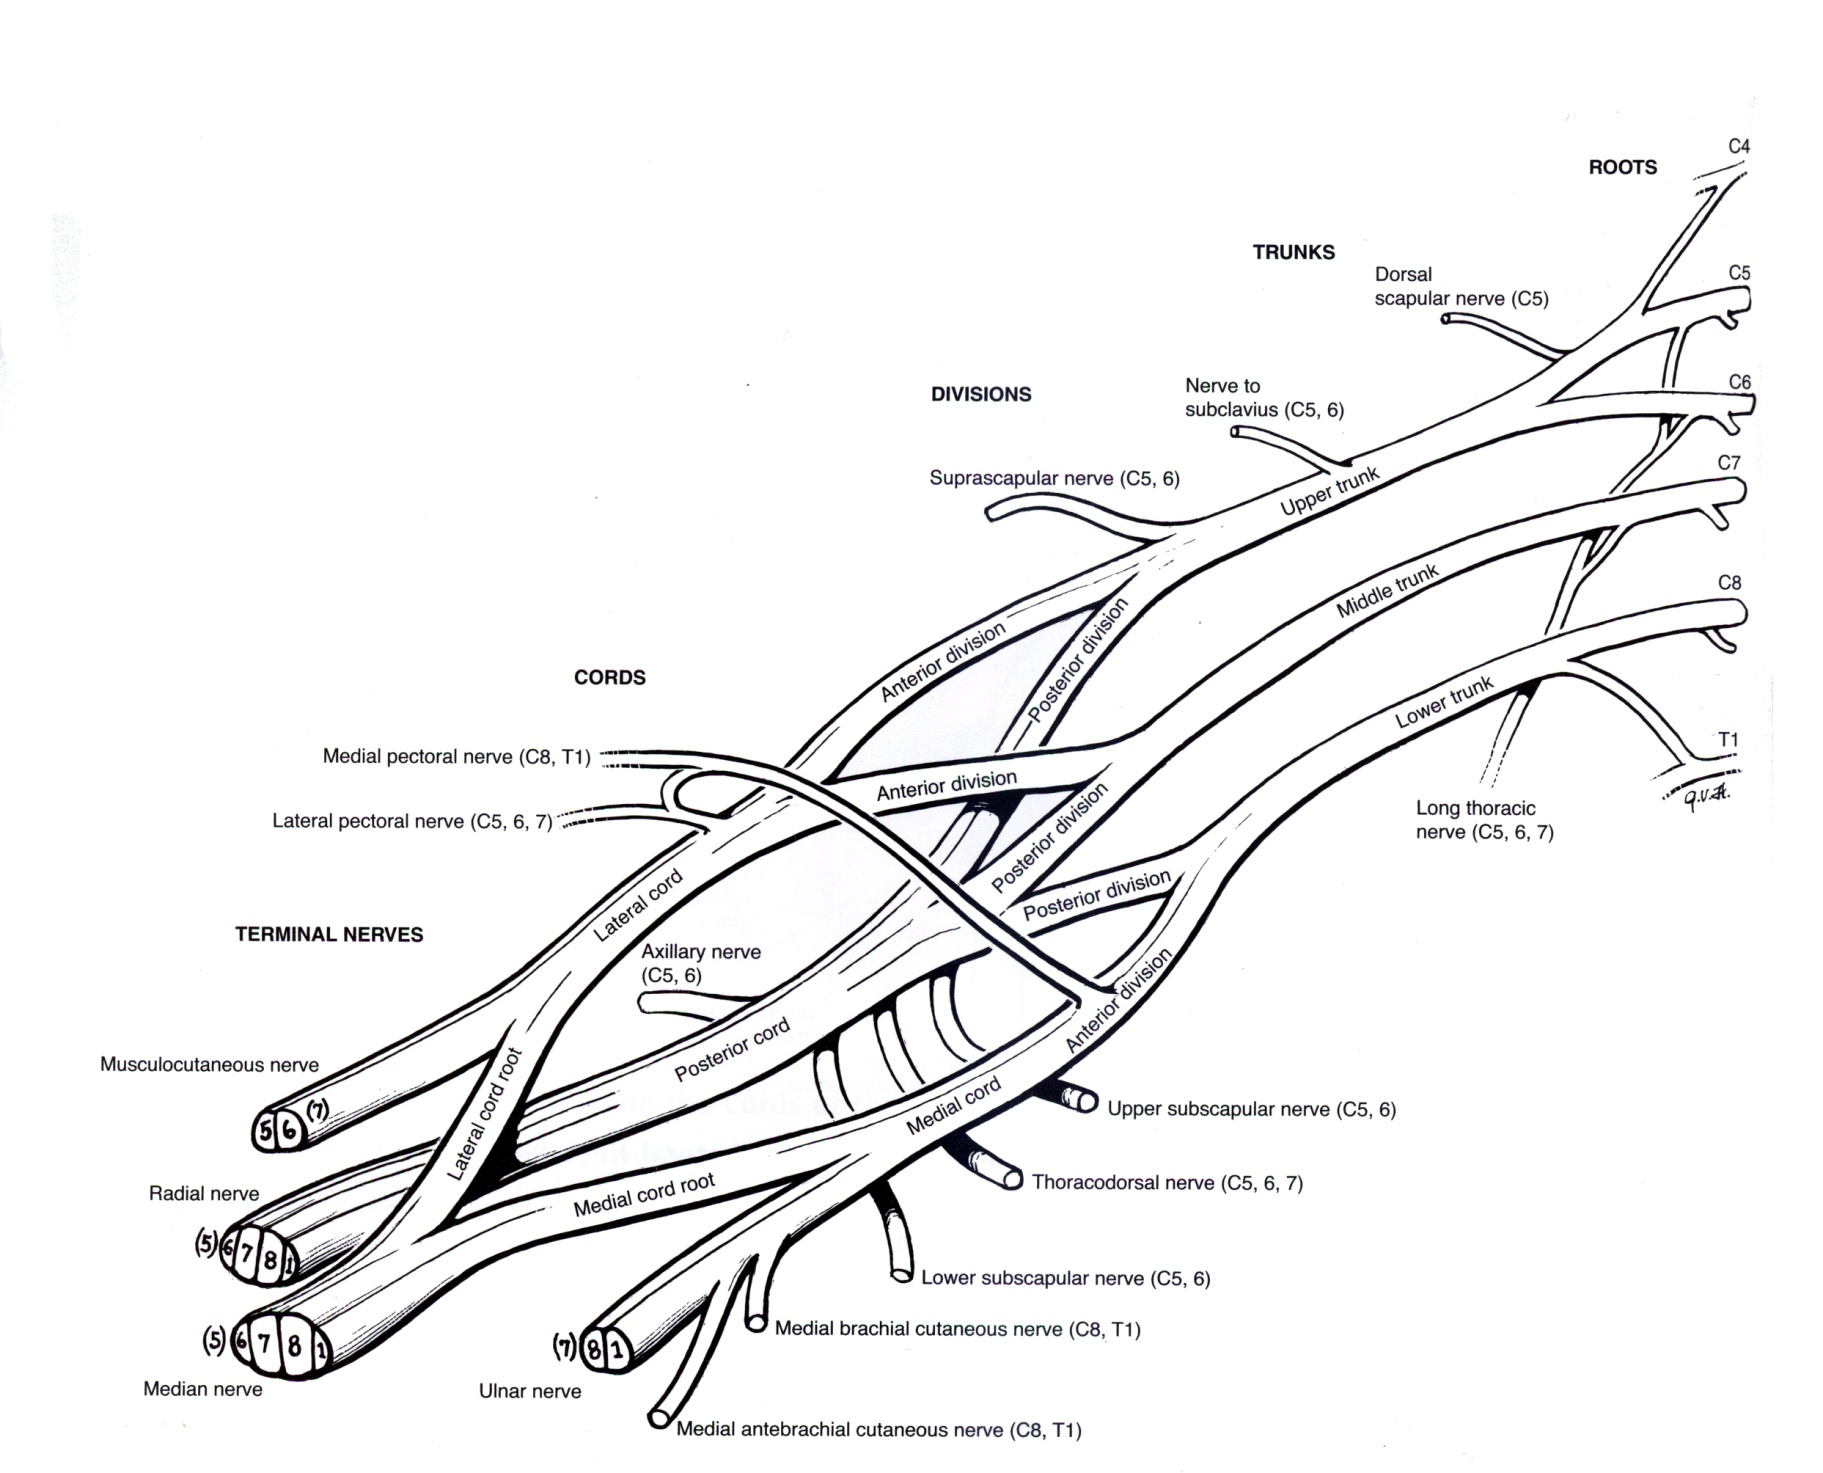 C4
ROOTS
TRUNKS
Dorsal
scapular nerve (C5)
C5
DIVISIONS
Nerve to
subclavius (C5, 6)
C6
Suprascapular nerve (C5, 6)
Upper trunk
C7
Middle trunk
C8
Anterior division
Posterior division
CORDS
Lower trunk
T1
Medial pectoral nerve (C8, T1)
Anterior division
Lateral pectoral nerve (C5, 6, 7)
Posterior division
Long thoracic
nerve (C5, 6, 7)
Posterior division
Lateral cord
TERMINAL NERVES
Axillary nerve
(C5, 6)
Anterior division
Posterior cord
Musculocutaneous nerve
5 6 (7)
Lateral cord root
Medial cord
Upper subscapular nerve (C5, 6)
Radial nerve
(5) 6 7 8 1
Medial cord root
Thoracodorsal nerve (C5, 6, 7)
Lower subscapular nerve (C5, 6)
(5) 6 7 8 1
Median nerve
(7) 8 1
Ulnar nerve
Medial brachial cutaneous nerve (C8, T1)
Medial antebrachial cutaneous nerve (C8, T1)